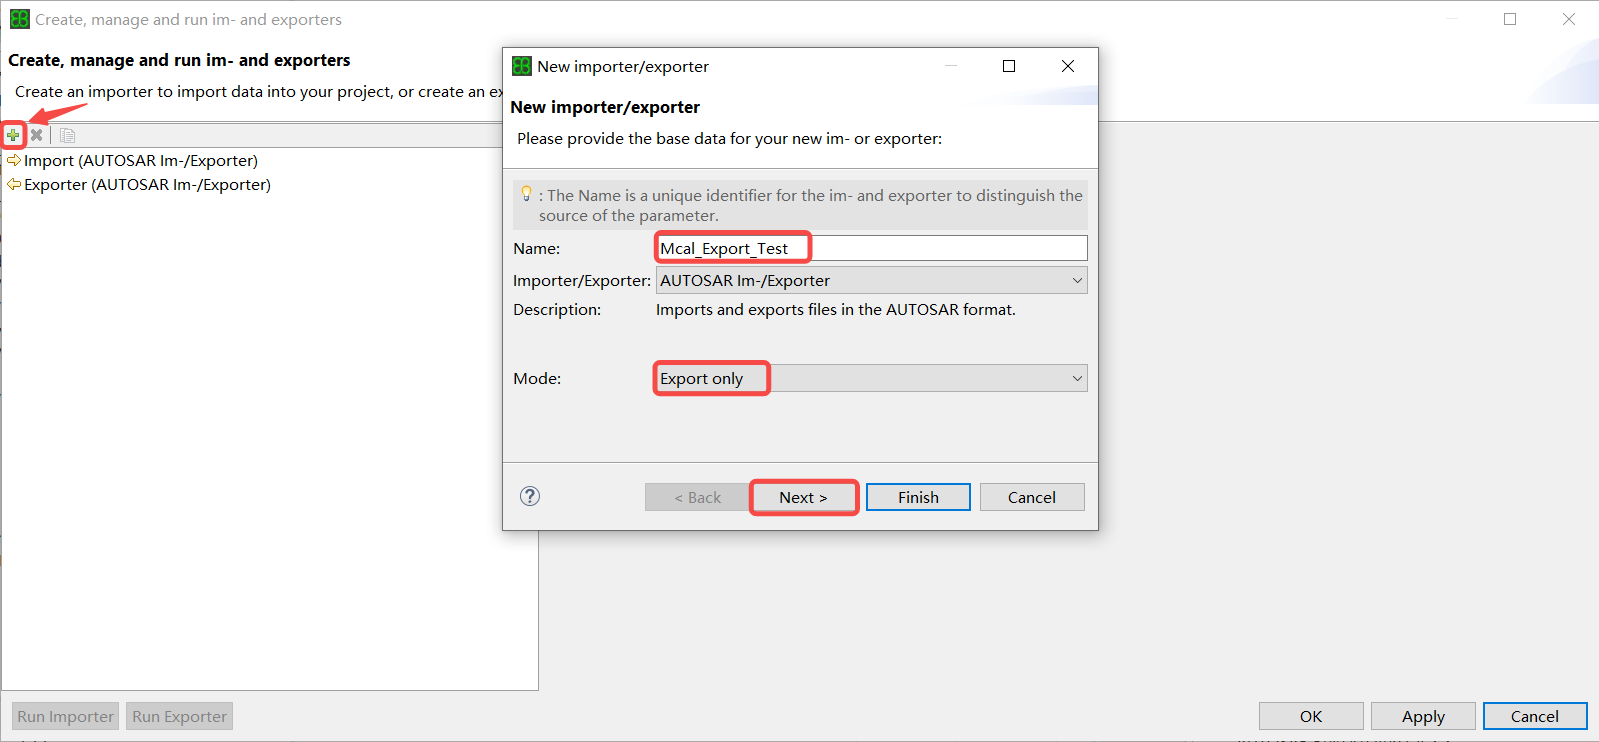 Create, manage and run im- and exporters
Create, manage and run im- and exporters
Create an importer to import data into your project, or create an ex
Import (AUTOSAR Im-/Exporter)
Exporter (AUTOSAR Im-/Exporter)
New importer/exporter
New importer/exporter
Please provide the base data for your new im- or exporter:
: The Name is a unique identifier for the im- and exporter to distinguish the
source of the parameter.
Name: Mcal_Export_Test
Importer/Exporter: AUTOSAR Im-/Exporter
Description: Imports and exports files in the AUTOSAR format.
Mode: Export only
< Back Next > Finish Cancel
Run Importer Run Exporter OK Apply Cancel